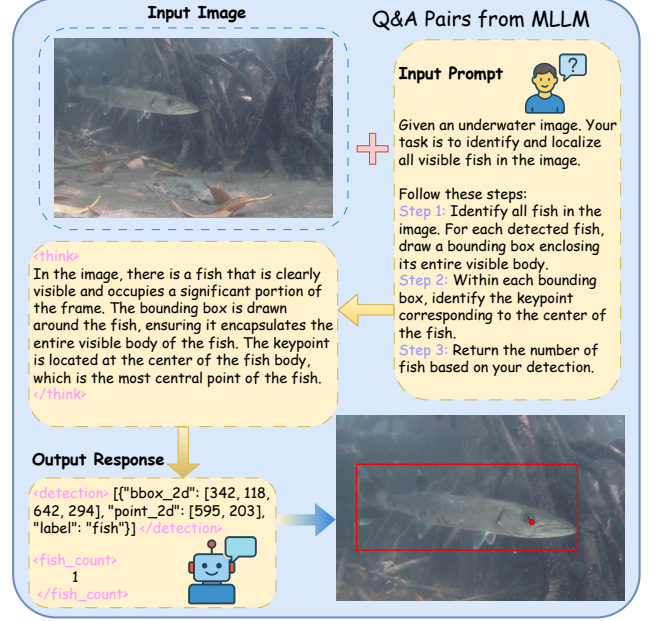 Input Image
Q&A Pairs from MLLM
Input Prompt
?
Given an underwater image. Your
task is to identify and localize
all visible fish in the image.
Follow these steps:
Step 1: Identify all fish in the
image. For each detected fish,
draw a bounding box enclosing
its entire visible body.
Step 2: Within each bounding
box, identify the keypoint
corresponding to the center of
the fish.
Step 3: Return the number of
fish based on your detection.
<think>
In the image, there is a fish that is clearly
visible and occupies a significant portion of
the frame. The bounding box is drawn
around the fish, ensuring it encapsulates the
entire visible body of the fish. The keypoint
is located at the center of the fish body,
which is the most central point of the fish.
</think>
Output Response
<detection> [{"bbox_2d": [342, 118,
642, 294], "point_2d": [595, 203],
"label": "fish"}] </detection>
<fish_count>
1
</fish_count>